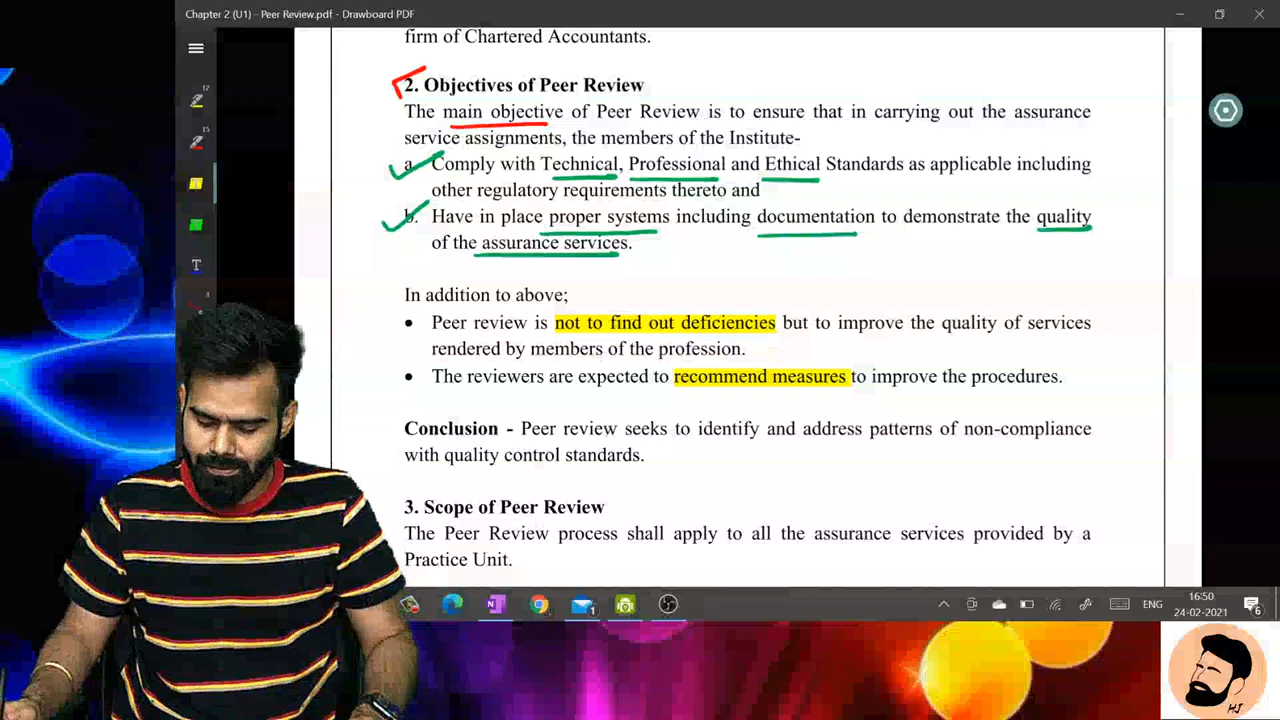 Chapter 2 (U1) – Peer Review.pdf - Drawboard PDF
firm of Chartered Accountants.
2. Objectives of Peer Review
The main objective of Peer Review is to ensure that in carrying out the assurance
service assignments, the members of the Institute-
a. Comply with Technical, Professional and Ethical Standards as applicable including
other regulatory requirements thereto and
b. Have in place proper systems including documentation to demonstrate the quality
of the assurance services.
In addition to above;
• Peer review is not to find out deficiencies but to improve the quality of services
rendered by members of the profession.
• The reviewers are expected to recommend measures to improve the procedures.
Conclusion - Peer review seeks to identify and address patterns of non-compliance
with quality control standards.
3. Scope of Peer Review
The Peer Review process shall apply to all the assurance services provided by a
Practice Unit.
12
15
T
1
ENG
16:50
24-02-2021
6
HJ